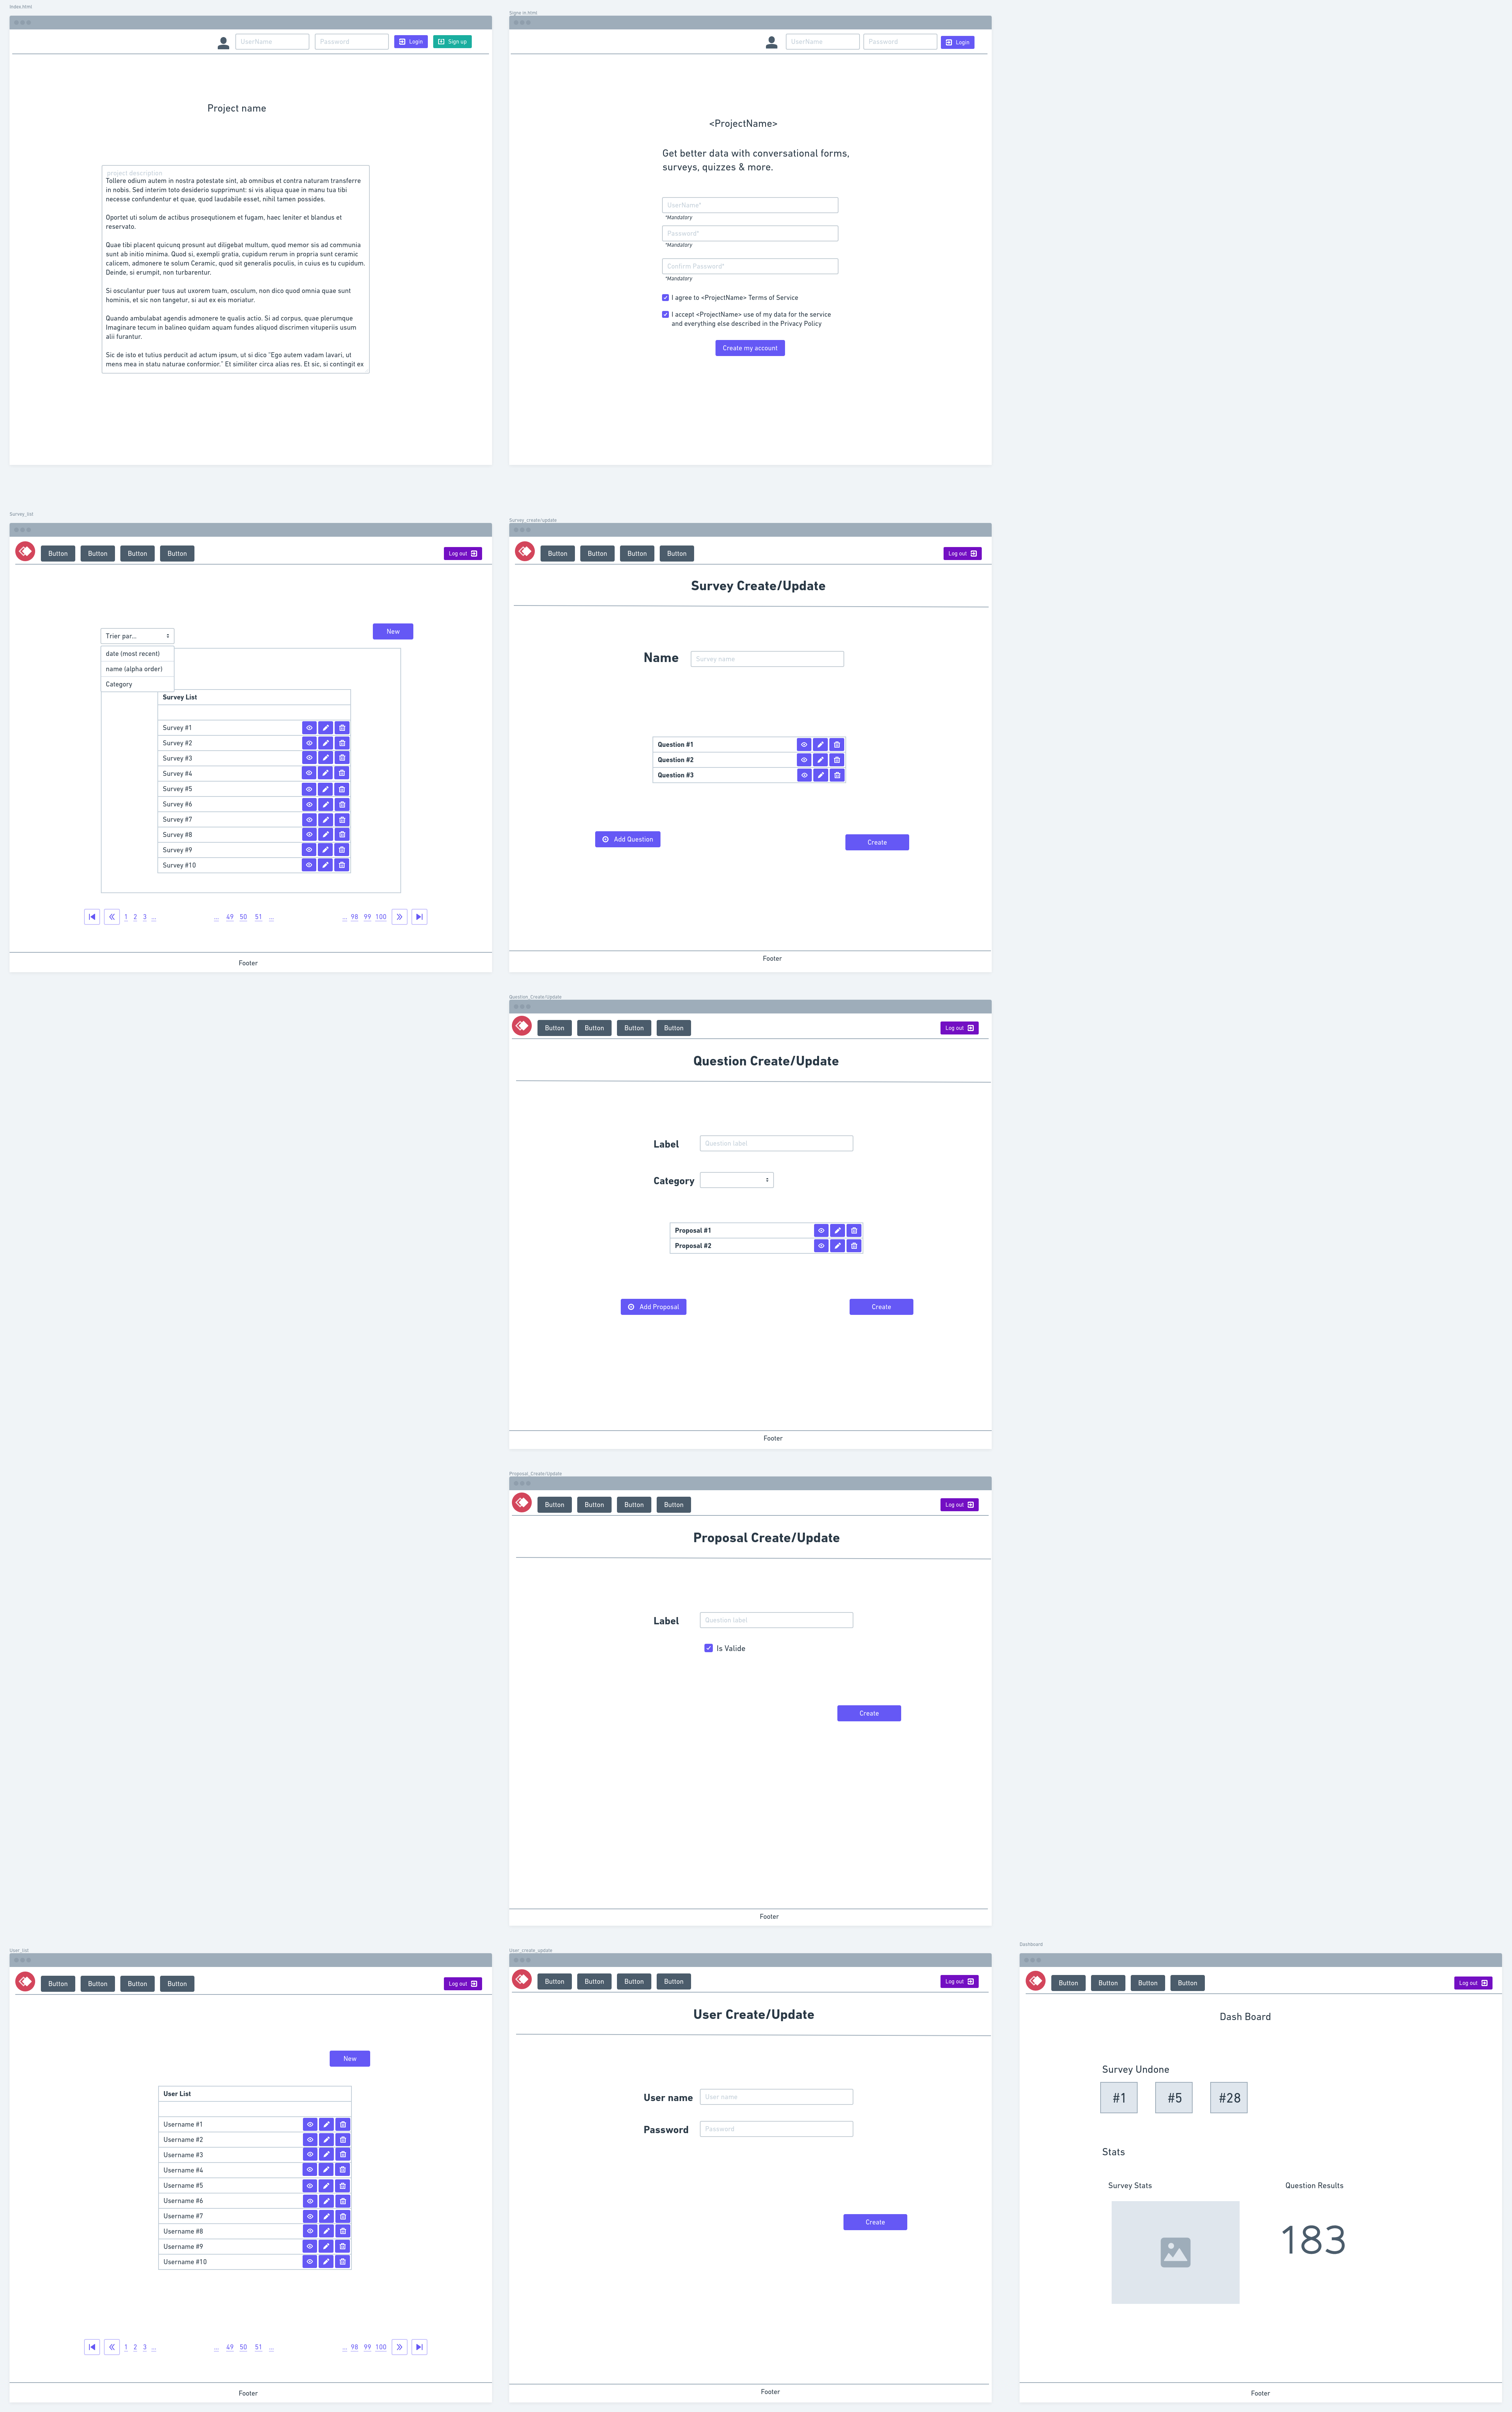 Index.html
UserName
Password
Login
Sign up
Project name
project description
Tollere odium autem in nostra potestate sint, ab omnibus et contra naturam transferre
in nobis. Sed interim toto desiderio supprimunt: si vis aliqua quae in manu tua tibi
necesse confundentur et quae, quod laudabile esset, nihil tamen possides.
Oportet uti solum de actibus prosequtionem et fugam, haec leniter et blandus et
reservato.
Quae tibi placent quicunq prosunt aut diligebat multum, quod memor sis ad communia
sunt ab initio minima. Quod si, exempli gratia, cupidum rerum in propria sunt ceramic
calicem, admonere te solum Ceramic, quod sit generalis poculis, in cuius es tu cupidum.
Deinde, si erumpit, non turbarentur.
Si osculantur puer tuus aut uxorem tuam, osculum, non dico quod omnia quae sunt
hominis, et sic non tangetur, si aut ex eis moriatur.
Quando ambulabat agendis admonere te qualis actio. Si ad corpus, quae plerumque
Imaginare tecum in balineo quidam aquam fundes aliquod discrimen vituperiis usum
alii furantur.
Sic de isto et tutius perducit ad actum ipsum, ut si dico "Ego autem vadam lavari, ut
mens mea in statu naturae conformior." Et similiter circa alias res. Et sic, si contingit ex
Signe in.html
UserName
Password
Login
<ProjectName>
Get better data with conversational forms,
surveys, quizzes & more.
UserName*
*Mandatory
Password*
*Mandatory
Confirm Password*
*Mandatory
I agree to <ProjectName> Terms of Service
I accept <ProjectName> use of my data for the service
and everything else described in the Privacy Policy
Create my account
Survey_list
Button
Button
Button
Button
Log out
New
Trier par...
date (most recent)
name (alpha order)
Category
Survey List
Survey #1
Survey #2
Survey #3
Survey #4
Survey #5
Survey #6
Survey #7
Survey #8
Survey #9
Survey #10
1 2 3 ... ... 49 50 51 ... ... 98 99 100
Footer
Survey_create/update
Button
Button
Button
Button
Log out
Survey Create/Update
Name
Survey name
Question #1
Question #2
Question #3
Add Question
Create
Footer
Question_Create/Update
Button
Button
Button
Button
Log out
Question Create/Update
Label
Question label
Category
Proposal #1
Proposal #2
Add Proposal
Create
Footer
Proposal_Create/Update
Button
Button
Button
Button
Log out
Proposal Create/Update
Label
Question label
Is Valide
Create
Footer
User_list
Button
Button
Button
Button
Log out
New
User List
Username #1
Username #2
Username #3
Username #4
Username #5
Username #6
Username #7
Username #8
Username #9
Username #10
1 2 3 ... ... 49 50 51 ... ... 98 99 100
Footer
User_create_update
Button
Button
Button
Button
Log out
User Create/Update
User name
User name
Password
Password
Create
Footer
Dashboard
Button
Button
Button
Button
Log out
Dash Board
Survey Undone
#1
#5
#28
Stats
Survey Stats
Question Results
183
Footer